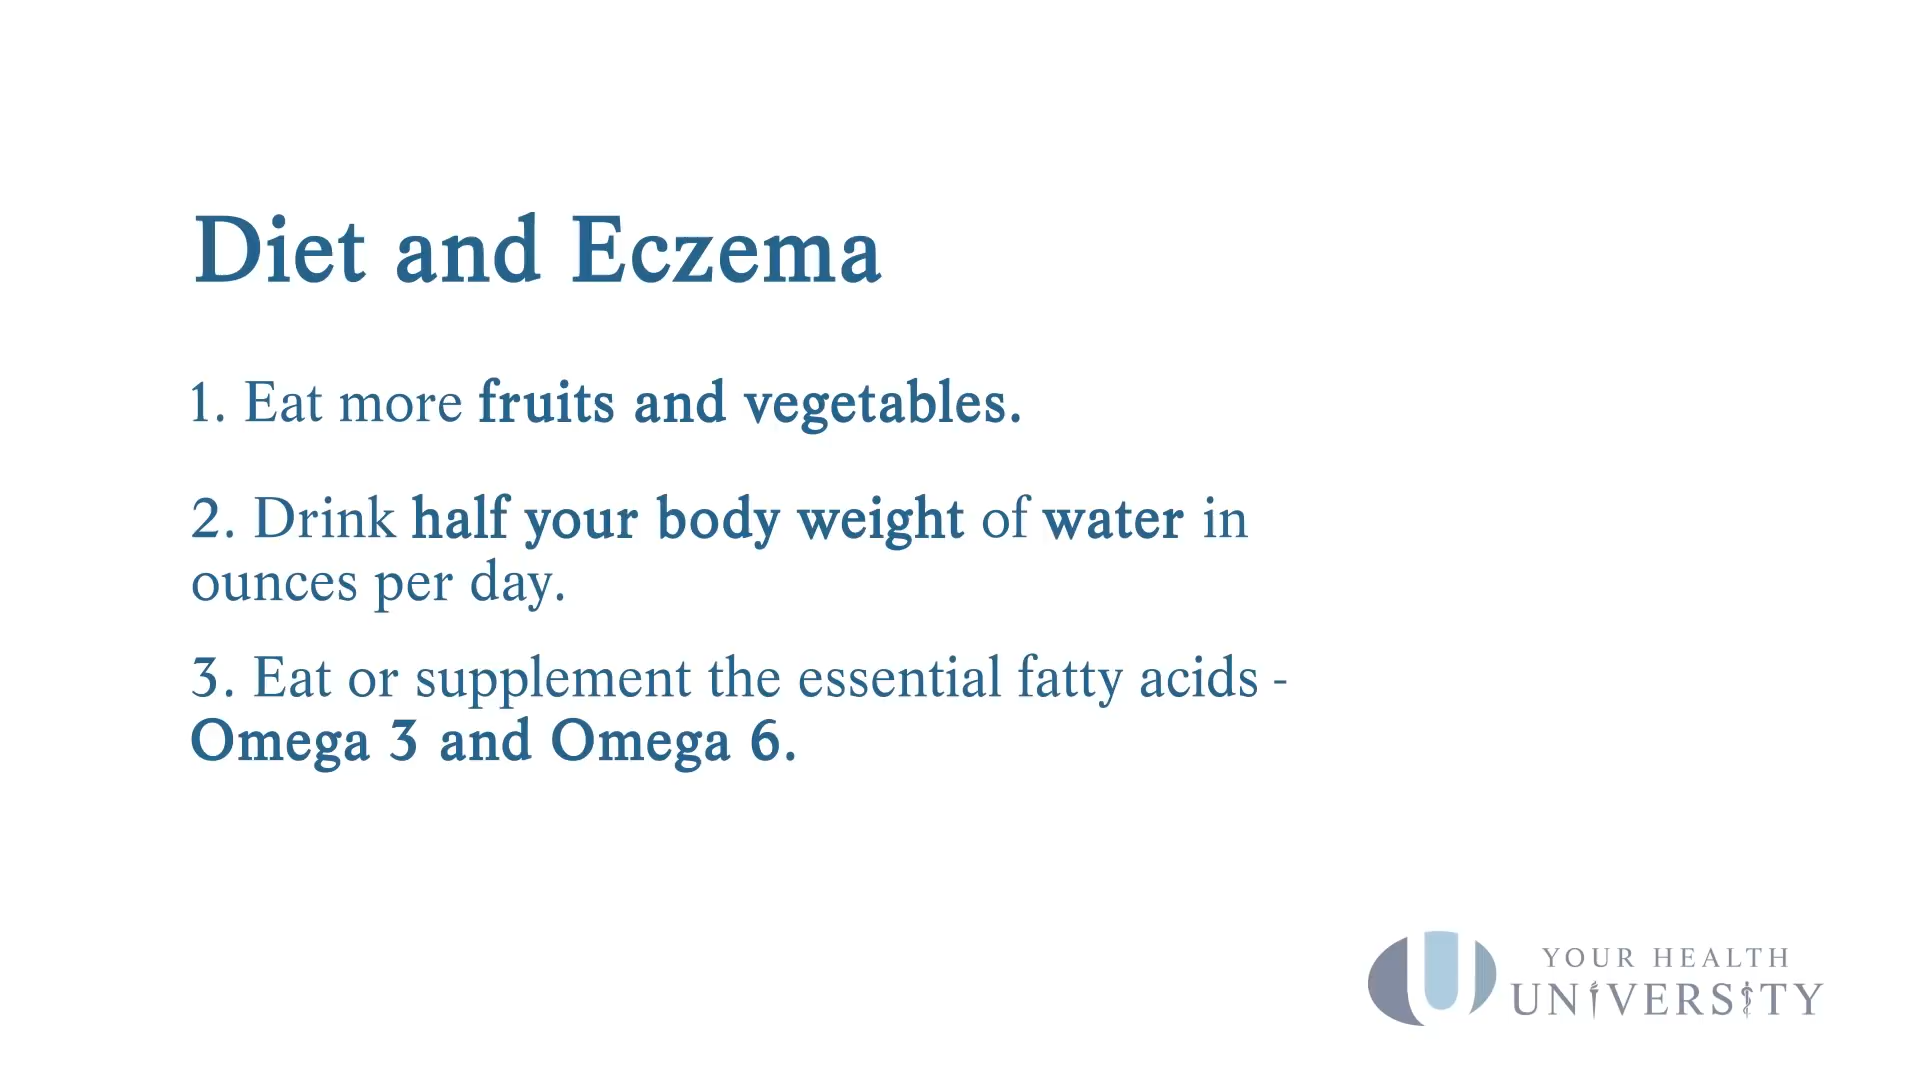 Diet and Eczema
1. Eat more fruits and vegetables.
2. Drink half your body weight of water in
ounces per day.
3. Eat or supplement the essential fatty acids -
Omega 3 and Omega 6.
YOUR HEALTH
UNIVERSITY